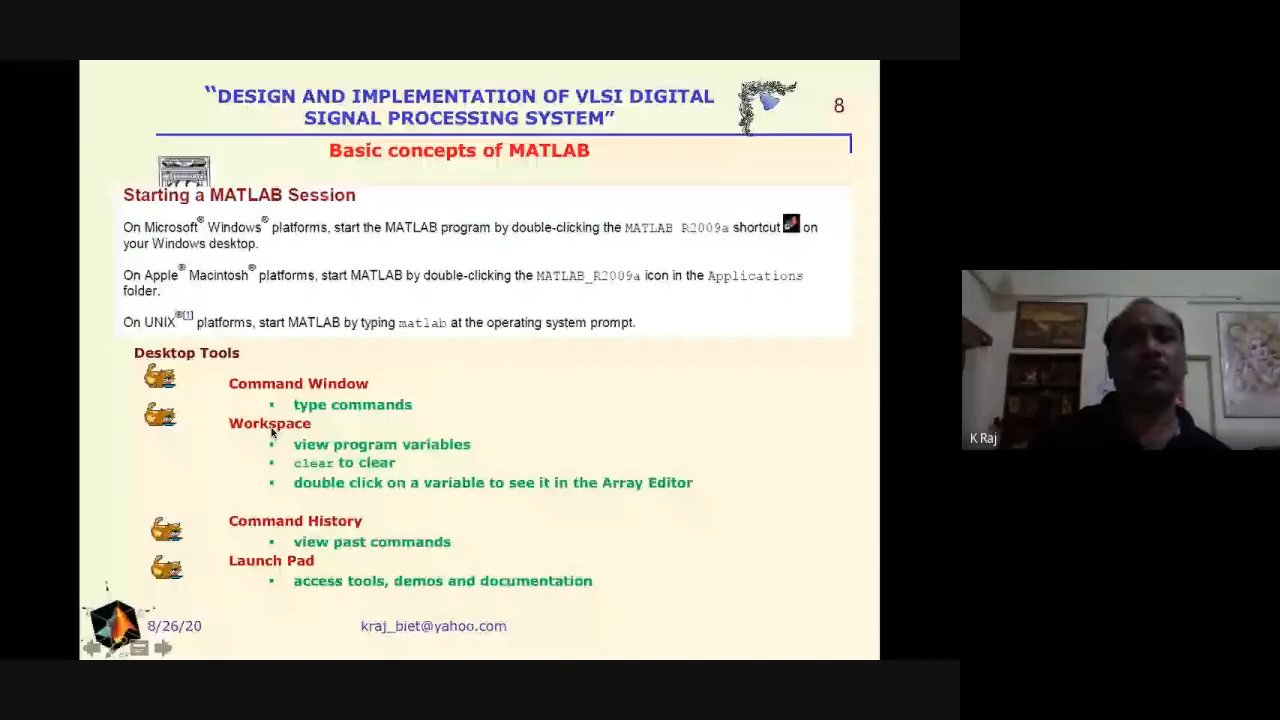 “DESIGN AND IMPLEMENTATION OF VLSI DIGITAL
SIGNAL PROCESSING SYSTEM”
8
Basic concepts of MATLAB
Starting a MATLAB Session
On Microsoft® Windows® platforms, start the MATLAB program by double-clicking the MATLAB R2009a shortcut on
your Windows desktop.
On Apple® Macintosh® platforms, start MATLAB by double-clicking the MATLAB_R2009a icon in the Applications
folder.
On UNIX®[1] platforms, start MATLAB by typing matlab at the operating system prompt.
Desktop Tools
Command Window
▪ type commands
Workspace
▪ view program variables
▪ clear to clear
▪ double click on a variable to see it in the Array Editor
Command History
▪ view past commands
Launch Pad
▪ access tools, demos and documentation
8/26/20
kraj_biet@yahoo.com
K Raj